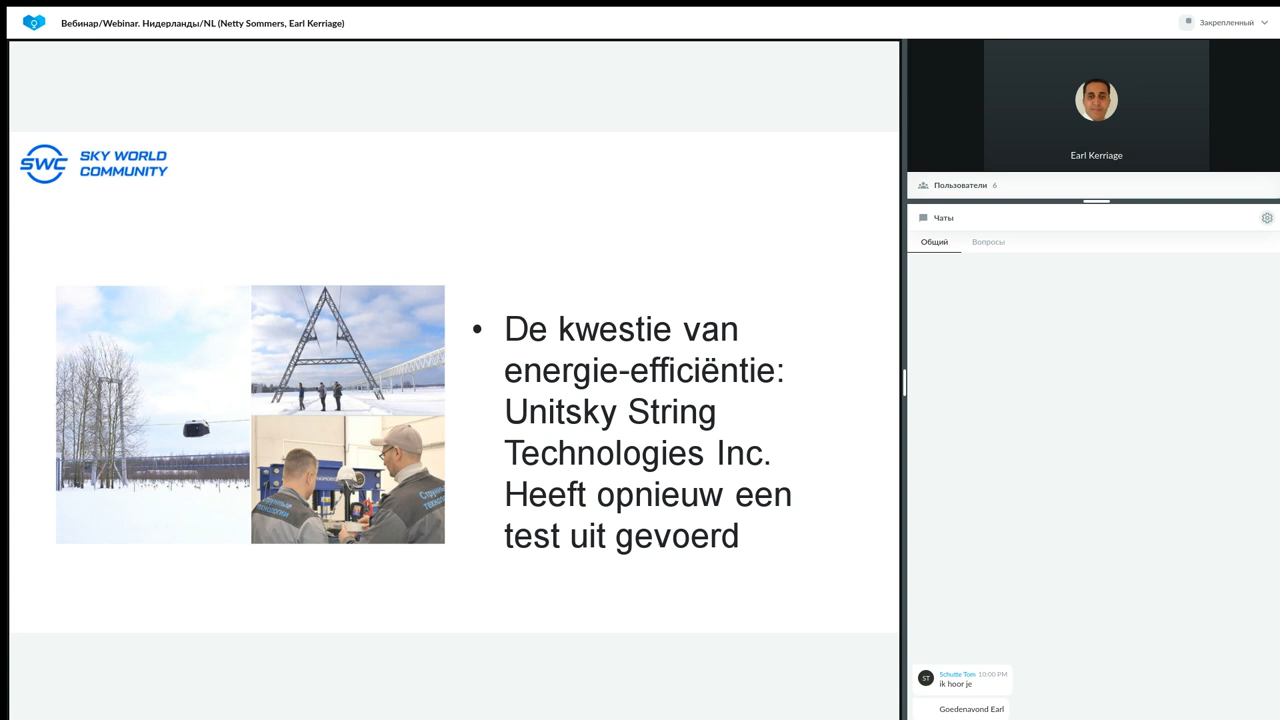 Вебинар/Webinar. Нидерланды/NL (Netty Sommers, Earl Kerriage)
Закрепленный
SWC
SKY WORLD
COMMUNITY
• De kwestie van
energie-efficiëntie:
Unitsky String
Technologies Inc.
Heeft opnieuw een
test uit gevoerd
Earl Kerriage
Пользователи 6
Чаты
Общий Вопросы
ST
Schutte Tom 10:00 PM
ik hoor je
Goedenavond Earl